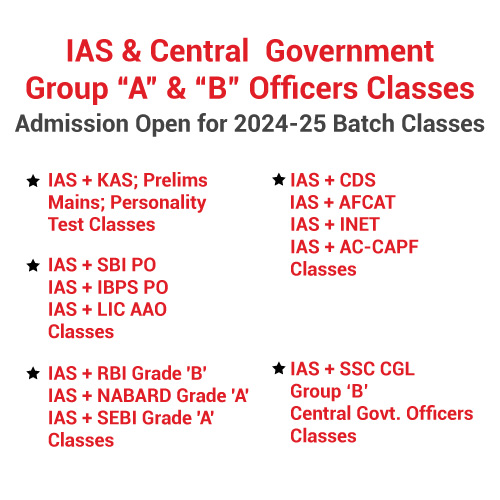 IAS & Central Government
Group “A” & “B” Officers Classes
Admission Open for 2024-25 Batch Classes
IAS + KAS; Prelims
Mains; Personality
Test Classes
IAS + SBI PO
IAS + IBPS PO
IAS + LIC AAO
Classes
IAS + RBI Grade 'B'
IAS + NABARD Grade 'A'
IAS + SEBI Grade 'A'
Classes
IAS + CDS
IAS + AFCAT
IAS + INET
IAS + AC-CAPF
Classes
IAS + SSC CGL
Group ‘B’
Central Govt. Officers
Classes